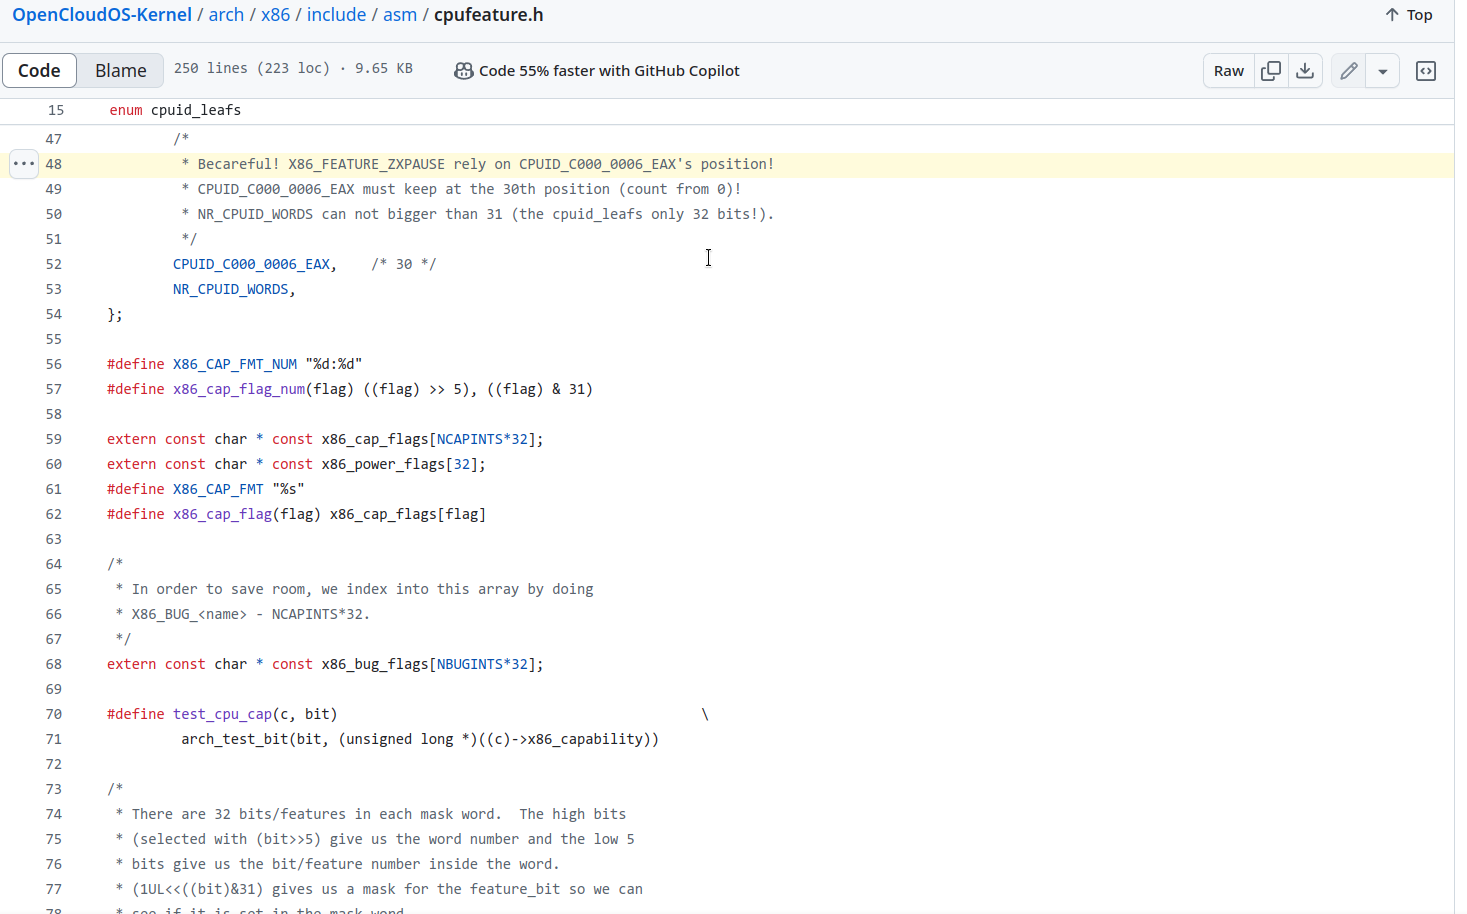 OpenCloudOS-Kernel / arch / x86 / include / asm / cpufeature.h
Top
Code Blame 250 lines (223 loc) · 9.65 KB Code 55% faster with GitHub Copilot Raw
15 enum cpuid_leafs
47 /*
48 * Becareful! X86_FEATURE_ZXPAUSE rely on CPUID_C000_0006_EAX's position!
49 * CPUID_C000_0006_EAX must keep at the 30th position (count from 0)!
50 * NR_CPUID_WORDS can not bigger than 31 (the cpuid_leafs only 32 bits!).
51 */
52 CPUID_C000_0006_EAX, /* 30 */
53 NR_CPUID_WORDS,
54 };
55
56 #define X86_CAP_FMT_NUM "%d:%d"
57 #define x86_cap_flag_num(flag) ((flag) >> 5), ((flag) & 31)
58
59 extern const char * const x86_cap_flags[NCAPINTS*32];
60 extern const char * const x86_power_flags[32];
61 #define X86_CAP_FMT "%s"
62 #define x86_cap_flag(flag) x86_cap_flags[flag]
63
64 /*
65 * In order to save room, we index into this array by doing
66 * X86_BUG_<name> - NCAPINTS*32.
67 */
68 extern const char * const x86_bug_flags[NBUGINTS*32];
69
70 #define test_cpu_cap(c, bit) \
71 arch_test_bit(bit, (unsigned long *)((c)->x86_capability))
72
73 /*
74 * There are 32 bits/features in each mask word.  The high bits
75 * (selected with (bit>>5) give us the word number and the low 5
76 * bits give us the bit/feature number inside the word.
77 * (1UL<<((bit)&31) gives us a mask for the feature_bit so we can
78 * see if it is set in the mask word.